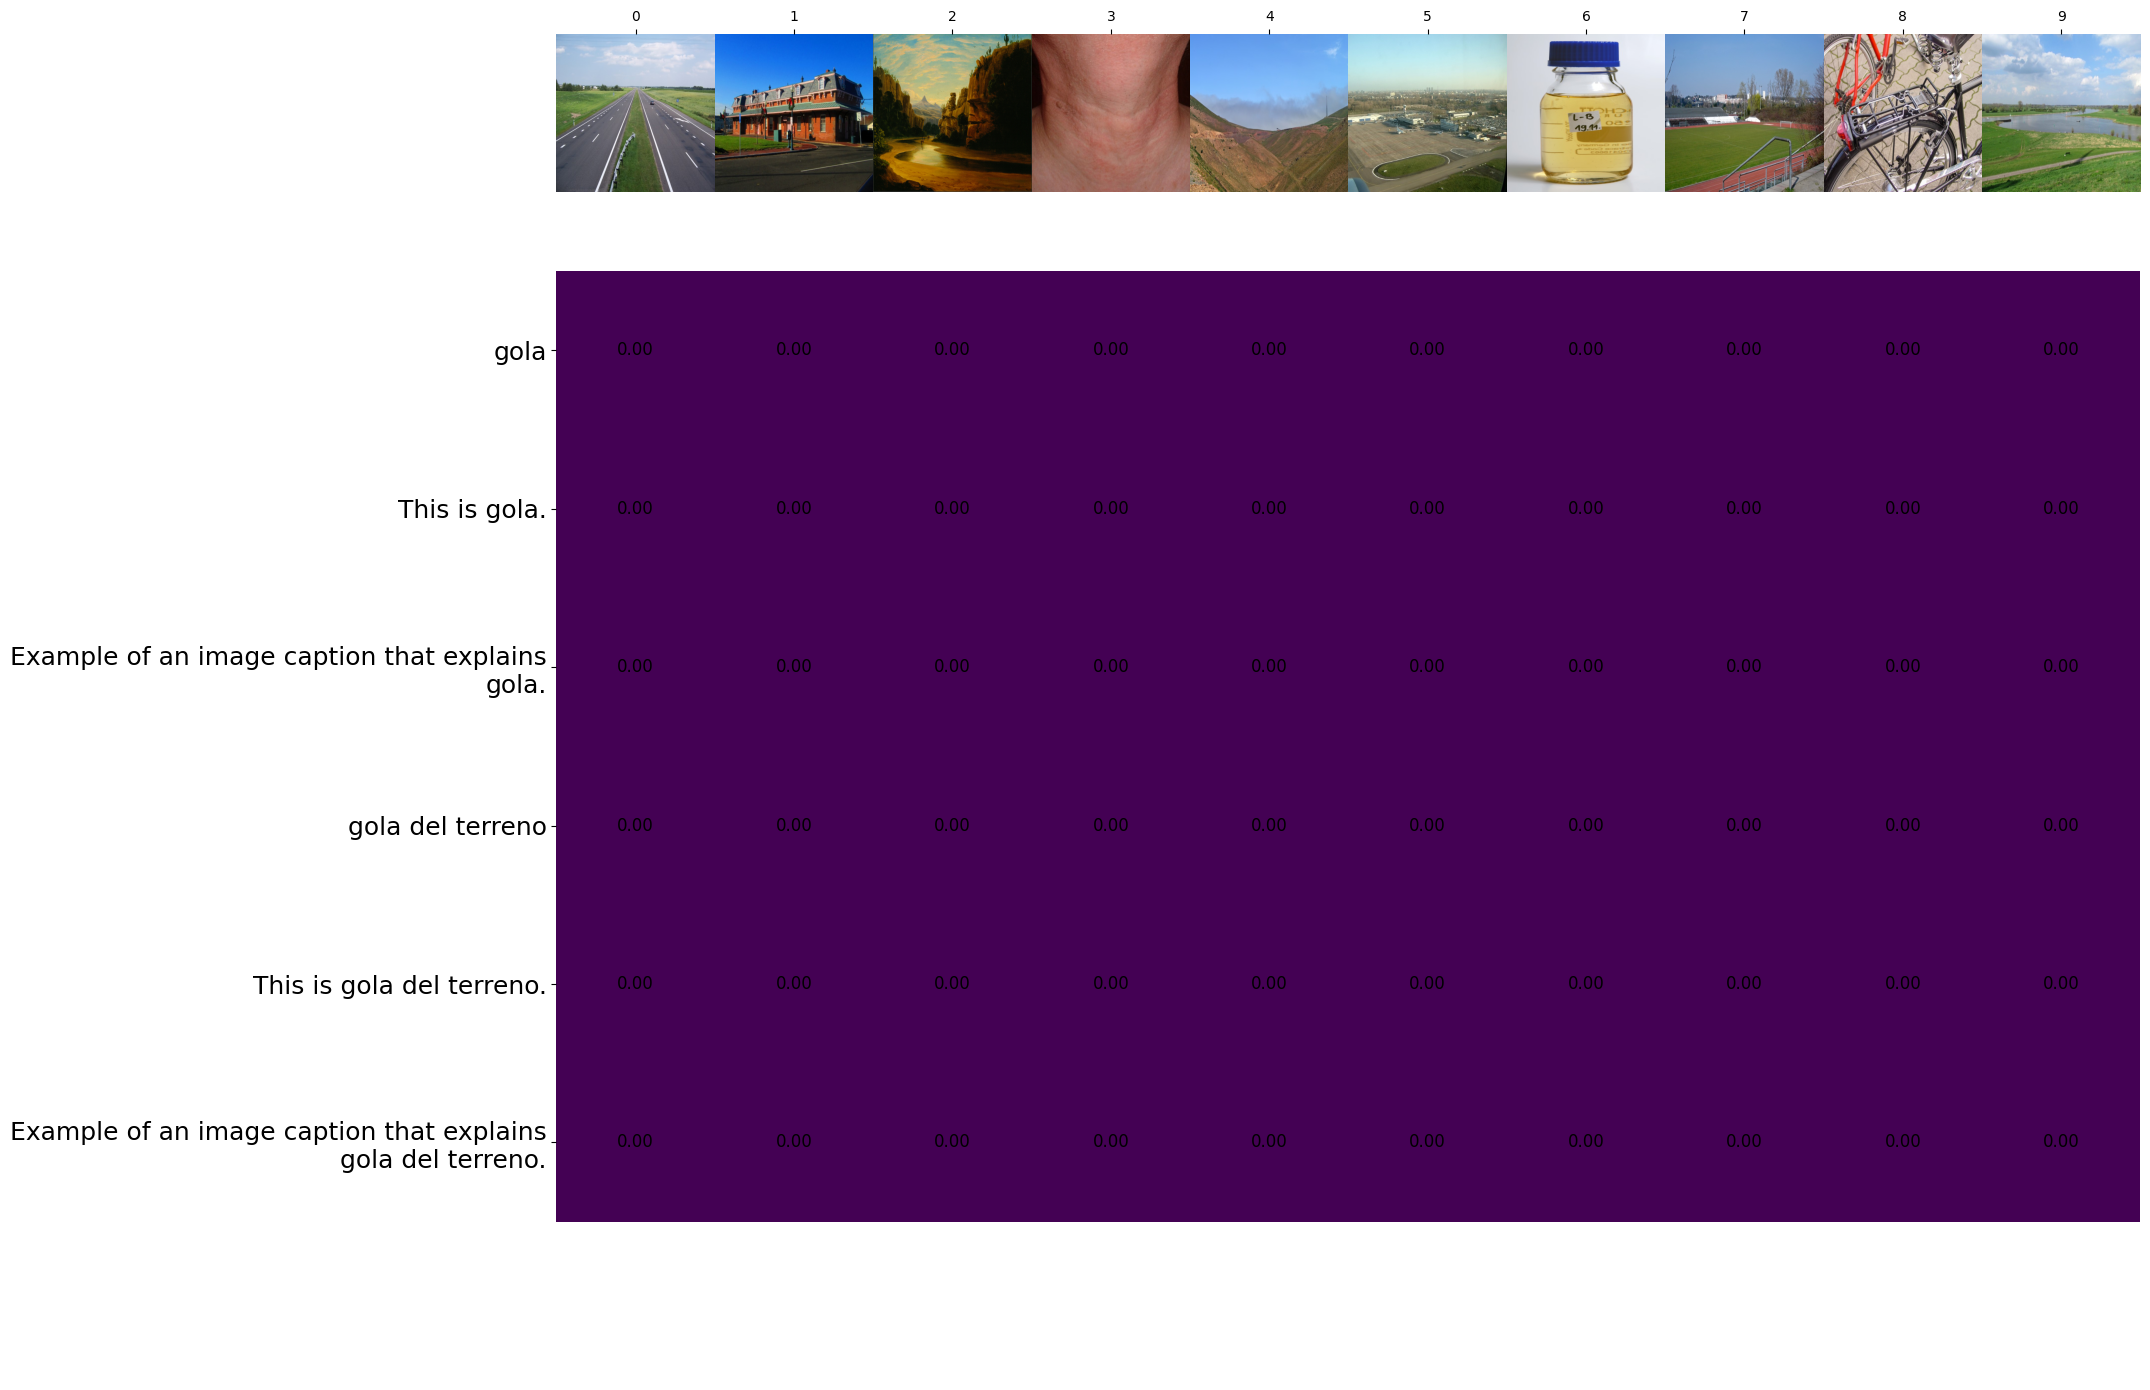 0 1 2 3 4 5 6 7 8 9
L-B
19.11.
gola 0.00 0.00 0.00 0.00 0.00 0.00 0.00 0.00 0.00 0.00
This is gola. 0.00 0.00 0.00 0.00 0.00 0.00 0.00 0.00 0.00 0.00
Example of an image caption that explains
gola. 0.00 0.00 0.00 0.00 0.00 0.00 0.00 0.00 0.00 0.00
gola del terreno 0.00 0.00 0.00 0.00 0.00 0.00 0.00 0.00 0.00 0.00
This is gola del terreno. 0.00 0.00 0.00 0.00 0.00 0.00 0.00 0.00 0.00 0.00
Example of an image caption that explains
gola del terreno. 0.00 0.00 0.00 0.00 0.00 0.00 0.00 0.00 0.00 0.00